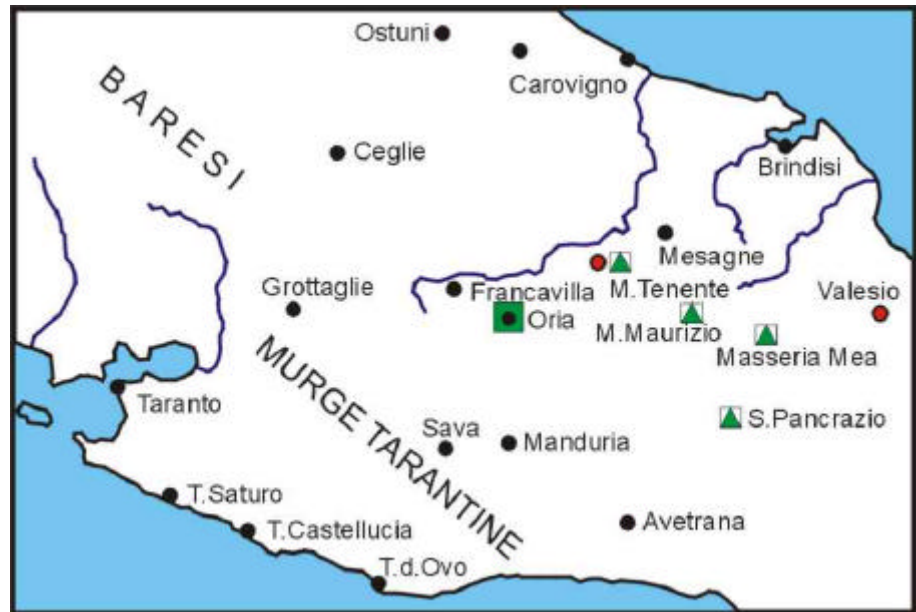 Ostuni
Carovigno
BARESI
Ceglie
Brindisi
Mesagne
Grottaglie
Francavilla
M.Tenente
Valesio
Oria
M.Maurizio
Masseria Mea
MURGE TARANTINE
Taranto
Sava
Manduria
S.Pancrazio
T.Saturo
T.Castellucia
Avetrana
T.d.Ovo